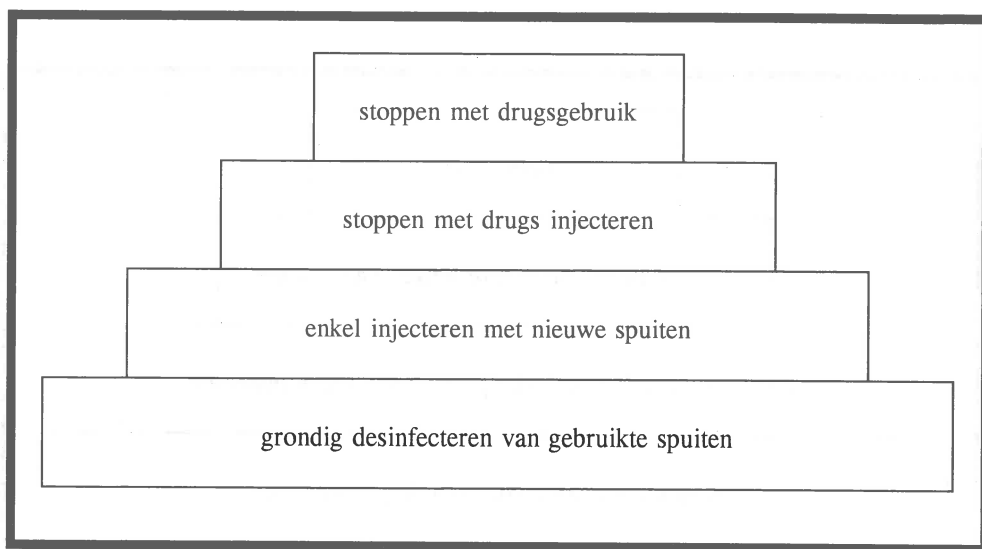 stoppen met drugsgebruik
stoppen met drugs injecteren
enkel injecteren met nieuwe spuiten
grondig desinfecteren van gebruikte spuiten